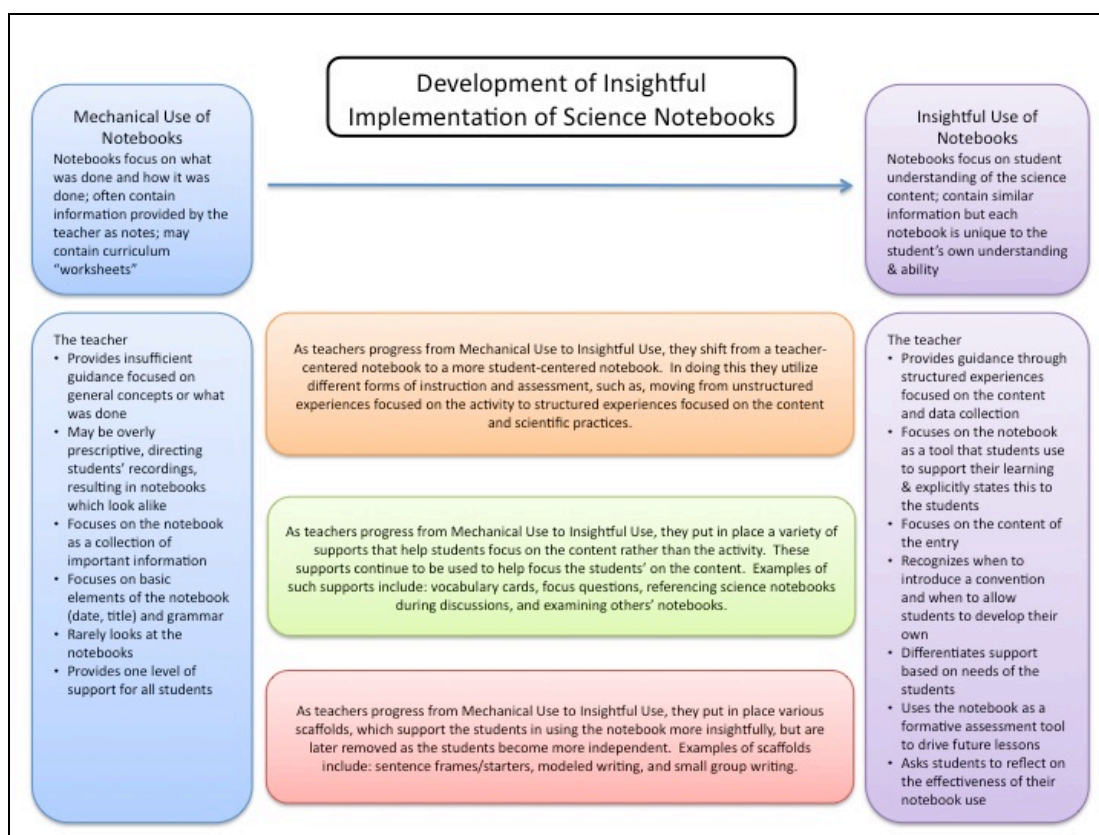 Development of Insightful
Implementation of Science Notebooks
Mechanical Use of
Notebooks
Notebooks focus on what
was done and how it was
done; often contain
information provided by the
teacher as notes; may
contain curriculum
“worksheets”
Insightful Use of
Notebooks
Notebooks focus on student
understanding of the science
content; contain similar
information but each
notebook is unique to the
student’s own understanding
& ability
The teacher
• Provides insufficient
guidance focused on
general concepts or what
was done
• May be overly
prescriptive, directing
students’ recordings,
resulting in notebooks
which look alike
• Focuses on the notebook
as a collection of
important information
• Focuses on basic
elements of the notebook
(date, title) and grammar
• Rarely looks at the
notebooks
• Provides one level of
support for all students
As teachers progress from Mechanical Use to Insightful Use, they shift from a teacher-
centered notebook to a more student-centered notebook. In doing this they utilize
different forms of instruction and assessment, such as, moving from unstructured
experiences focused on the activity to structured experiences focused on the content
and scientific practices.
As teachers progress from Mechanical Use to Insightful Use, they put in place a variety of
supports that help students focus on the content rather than the activity. These
supports continue to be used to help focus the students’ on the content. Examples of
such supports include: vocabulary cards, focus questions, referencing science notebooks
during discussions, and examining others’ notebooks.
As teachers progress from Mechanical Use to Insightful Use, they put in place various
scaffolds, which support the students in using the notebook more insightfully, but are
later removed as the students become more independent. Examples of scaffolds
include: sentence frames/starters, modeled writing, and small group writing.
The teacher
• Provides guidance through
structured experiences
focused on the content
and data collection
• Focuses on the notebook
as a tool that students use
to support their learning
& explicitly states this to
the students
• Focuses on the content of
the entry
• Recognizes when to
introduce a convention
and when to allow
students to develop their
own
• Differentiates support
based on needs of the
students
• Uses the notebook as a
formative assessment tool
to drive future lessons
• Asks students to reflect on
the effectiveness of their
notebook use